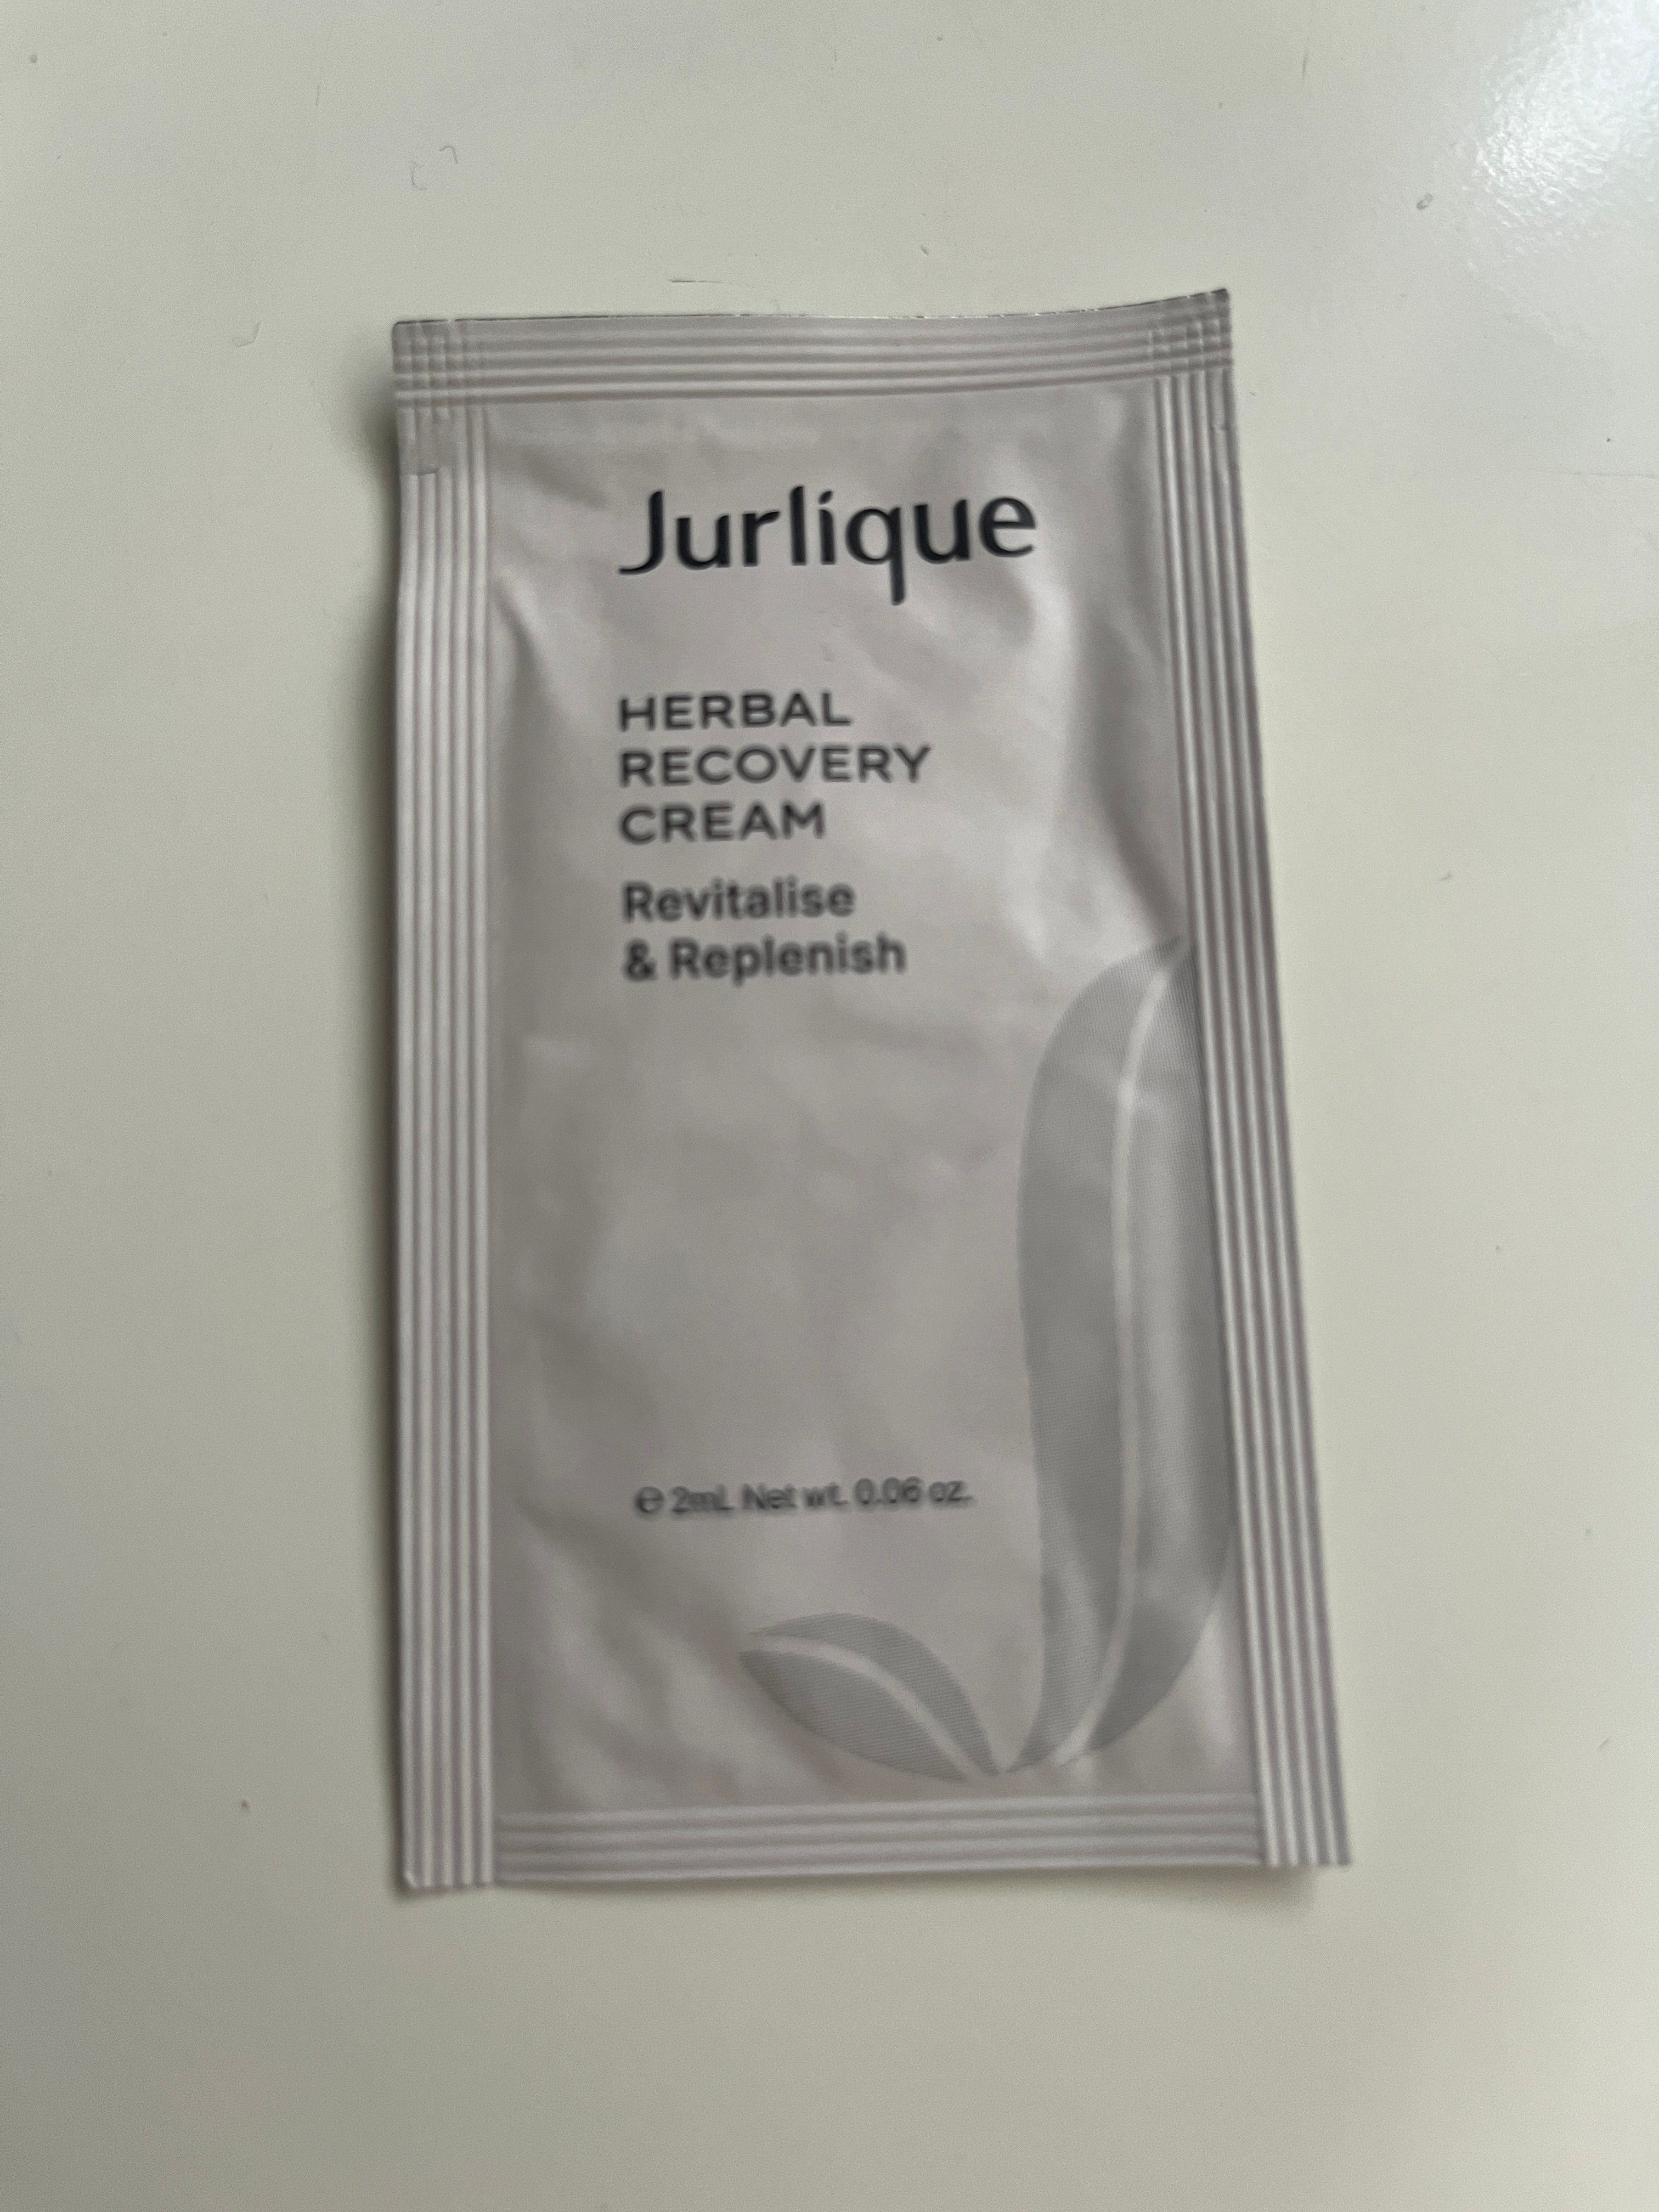 Jurlique
HERBAL
RECOVERY
CREAM
Revitalise
& Replenish
℮ 2mL Net wt. 0.06 oz.